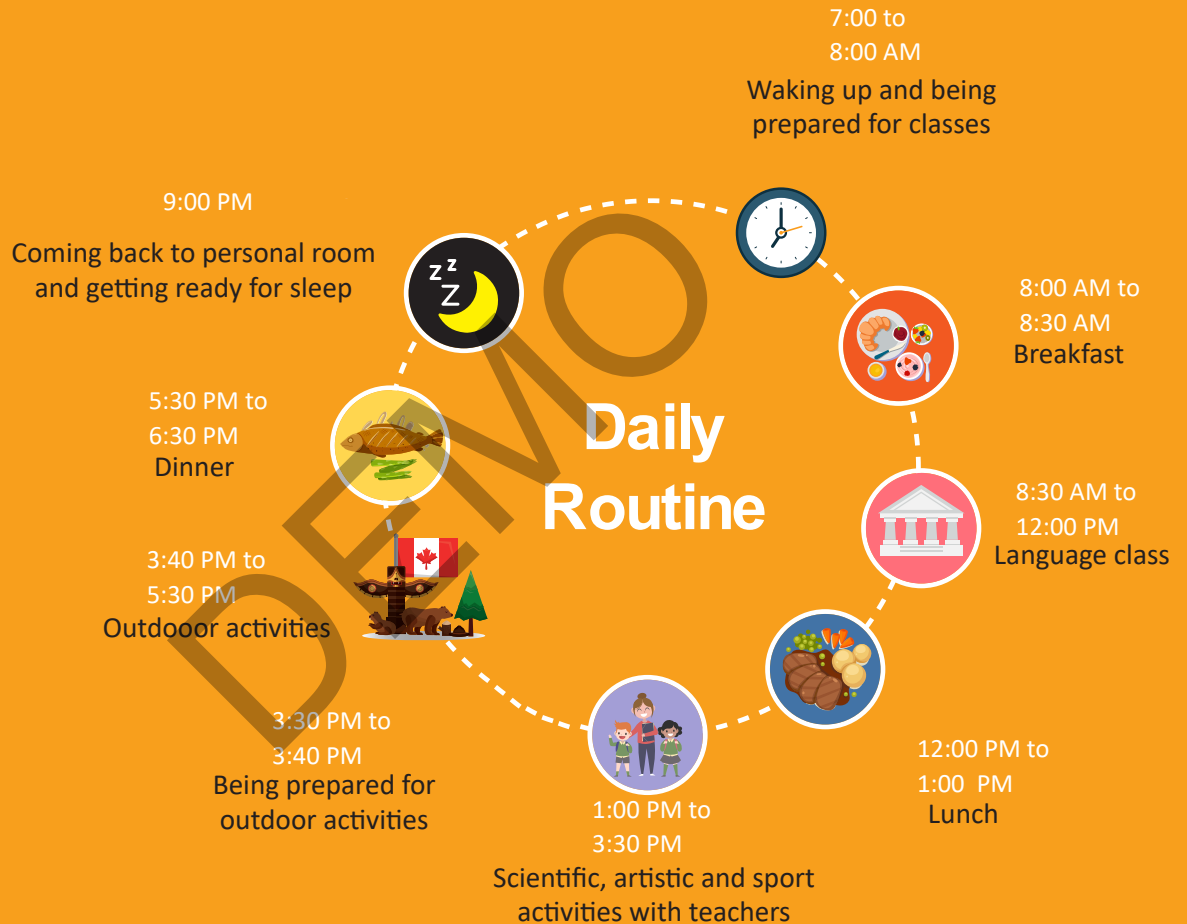 7:00 to
8:00 AM
Waking up and being
prepared for classes
8:00 AM to
8:30 AM
Breakfast
8:30 AM to
12:00 PM
Language class
12:00 PM to
1:00 PM
Lunch
1:00 PM to
3:30 PM
Scientific, artistic and sport
activities with teachers
3:30 PM to
3:40 PM
Being prepared for
outdoor activities
3:40 PM to
5:30 PM
Outdooor activities
5:30 PM to
6:30 PM
Dinner
9:00 PM
Coming back to personal room
and getting ready for sleep
z z
Z
Daily
Routine
DEMO